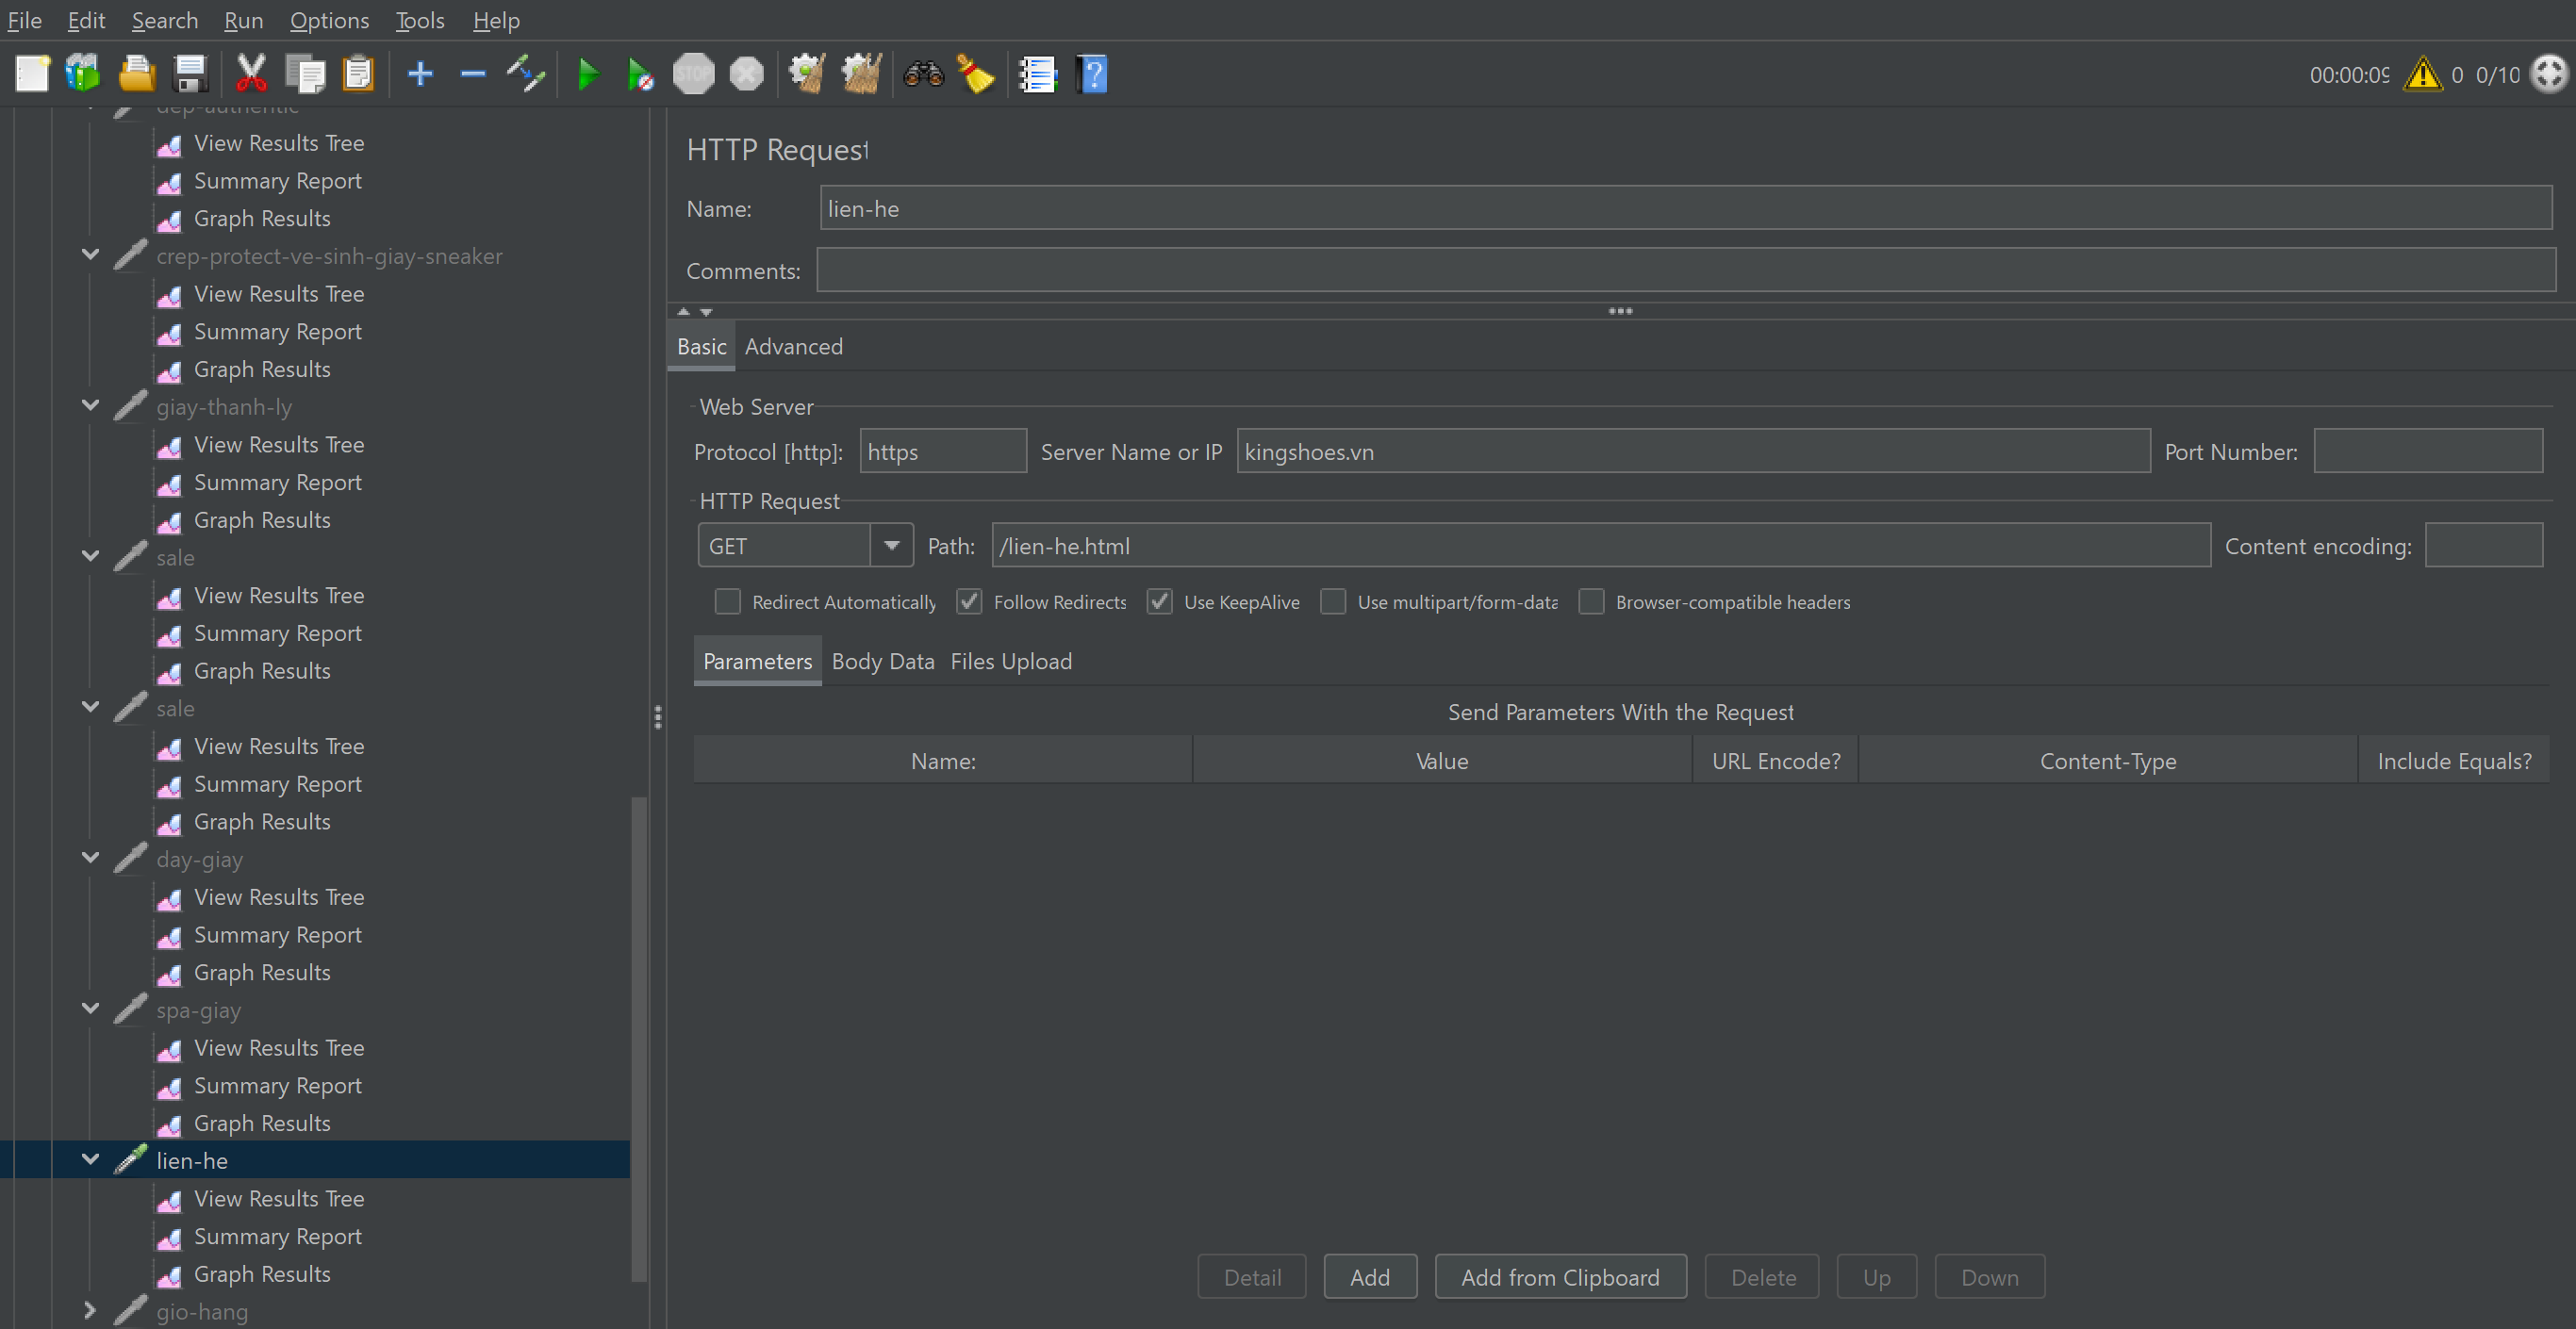 File Edit Search Run Options Tools Help
STOP
00:00:09 0 0/10
dep-authentic
View Results Tree
Summary Report
Graph Results
crep-protect-ve-sinh-giay-sneaker
View Results Tree
Summary Report
Graph Results
giay-thanh-ly
View Results Tree
Summary Report
Graph Results
sale
View Results Tree
Summary Report
Graph Results
sale
View Results Tree
Summary Report
Graph Results
day-giay
View Results Tree
Summary Report
Graph Results
spa-giay
View Results Tree
Summary Report
Graph Results
lien-he
View Results Tree
Summary Report
Graph Results
gio-hang
HTTP Request
Name: lien-he
Comments:
Basic Advanced
Web Server
Protocol [http]: https Server Name or IP kingshoes.vn Port Number:
HTTP Request
GET Path: /lien-he.html Content encoding:
Redirect Automatically Follow Redirects Use KeepAlive Use multipart/form-data Browser-compatible headers
Parameters Body Data Files Upload
Send Parameters With the Request
Name: Value URL Encode? Content-Type Include Equals?
Detail Add Add from Clipboard Delete Up Down